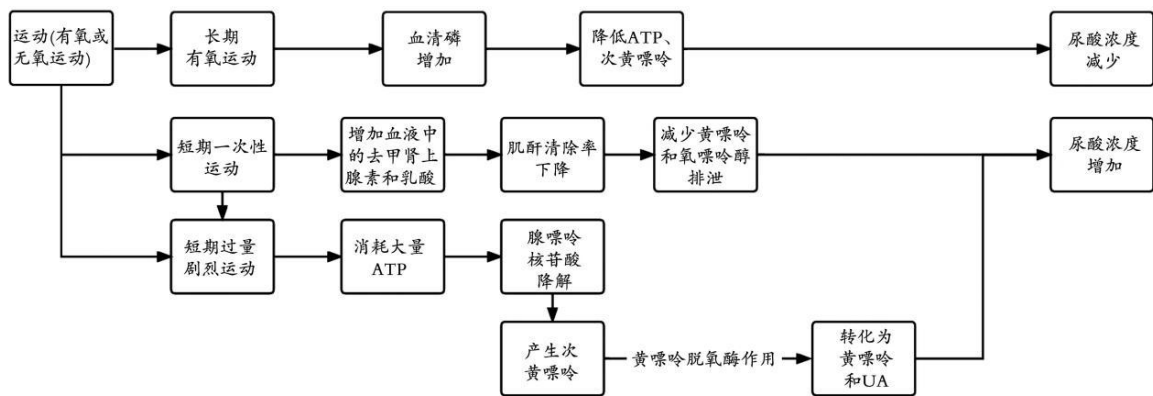 运动(有氧或
无氧运动)
长期
有氧运动
血清磷
增加
降低ATP、
次黄嘌呤
尿酸浓度
减少
短期一次性
运动
增加血液中
的去甲肾上
腺素和乳酸
肌酐清除率
下降
减少黄嘌呤
和氧嘌呤醇
排泄
尿酸浓度
增加
短期过量
剧烈运动
消耗大量
ATP
腺嘌呤
核苷酸
降解
产生次
黄嘌呤
黄嘌呤脱氧酶作用
转化为
黄嘌呤
和UA